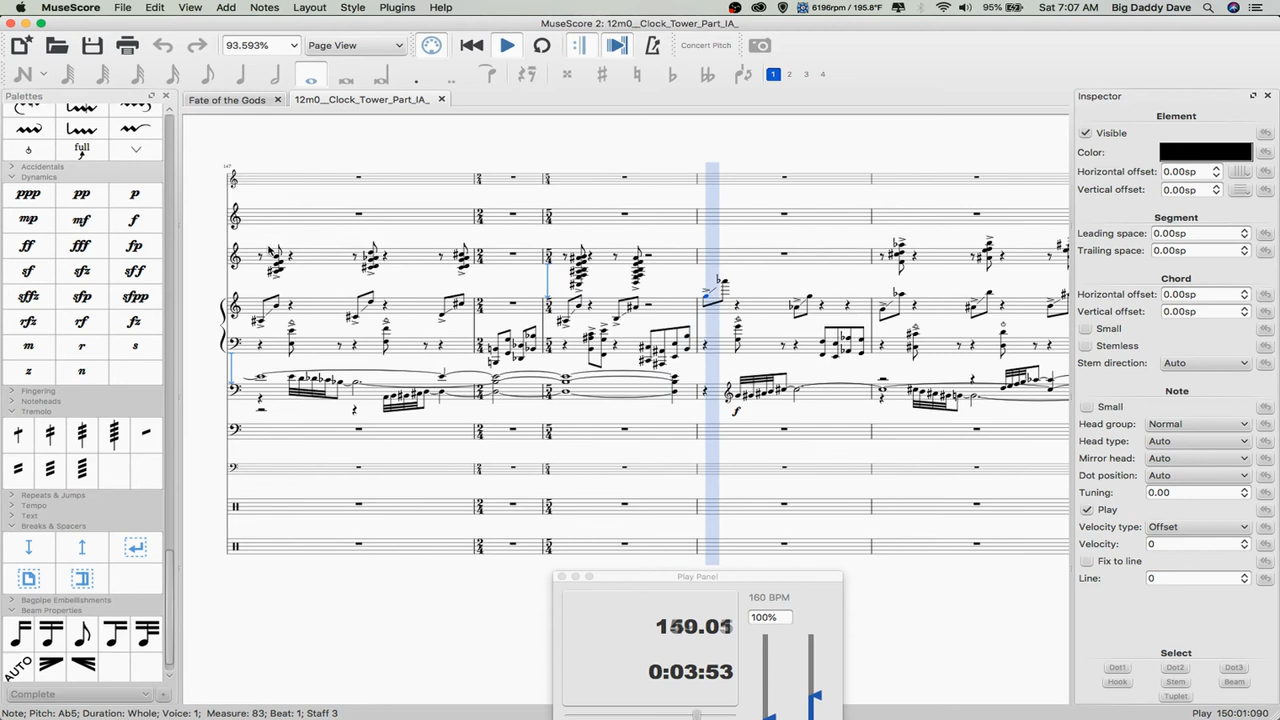 MuseScore File Edit View Add Notes Layout Style Plugins Help 6196rpm / 195.8°F 95% Sat 7:07 AM Big Daddy Dave
MuseScore 2: 12m0__Clock_Tower_Part_IA_
93.593% Page View Concert Pitch
1 2 3 4
Palettes
Fate of the Gods 12m0__Clock_Tower_Part_IA_
full
Accidentals
Dynamics
ppp pp p
mp mf f
ff fff fp
sf sfz sff
sffz sfp sfpp
rfz rf fz
m r s
z n
Fingering
Noteheads
Tremolo
Repeats & Jumps
Tempo
Text
Breaks & Spacers
Bagpipe Embellishments
Beam Properties
AUTO
Complete
147
f
Play Panel
160 BPM
100%
0:03:53
Inspector
Element
Visible
Color:
Horizontal offset: 0.00sp
Vertical offset: 0.00sp
Segment
Leading space: 0.00sp
Trailing space: 0.00sp
Chord
Horizontal offset: 0.00sp
Vertical offset: 0.00sp
Small
Stemless
Stem direction: Auto
Note
Small
Head group: Normal
Head type: Auto
Mirror head: Auto
Dot position: Auto
Tuning: 0.00
Play
Velocity type: Offset
Velocity: 0
Fix to line
Line: 0
Select
Dot1 Dot2 Dot3
Hook Stem Beam
Tuplet
Note; Pitch: Ab5; Duration: Whole; Voice: 1; Measure: 83; Beat: 1; Staff 3
Play 150:01:090